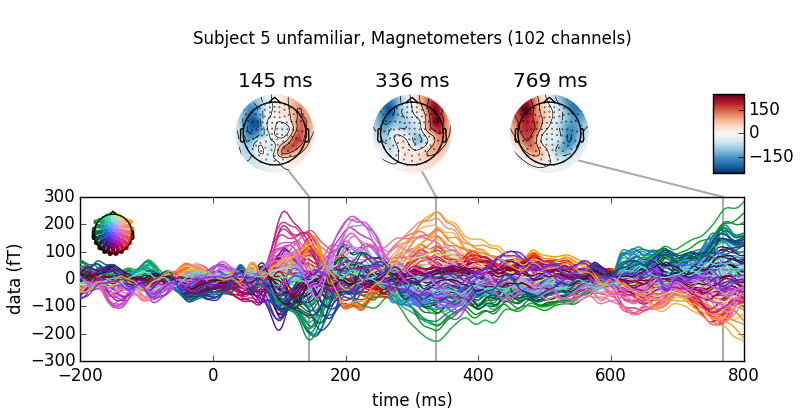 Subject 5 unfamiliar, Magnetometers (102 channels)
145 ms
336 ms
769 ms
150
0
−150
300
200
100
0
−100
−200
−300
data (fT)
−200
0
200
400
600
800
time (ms)